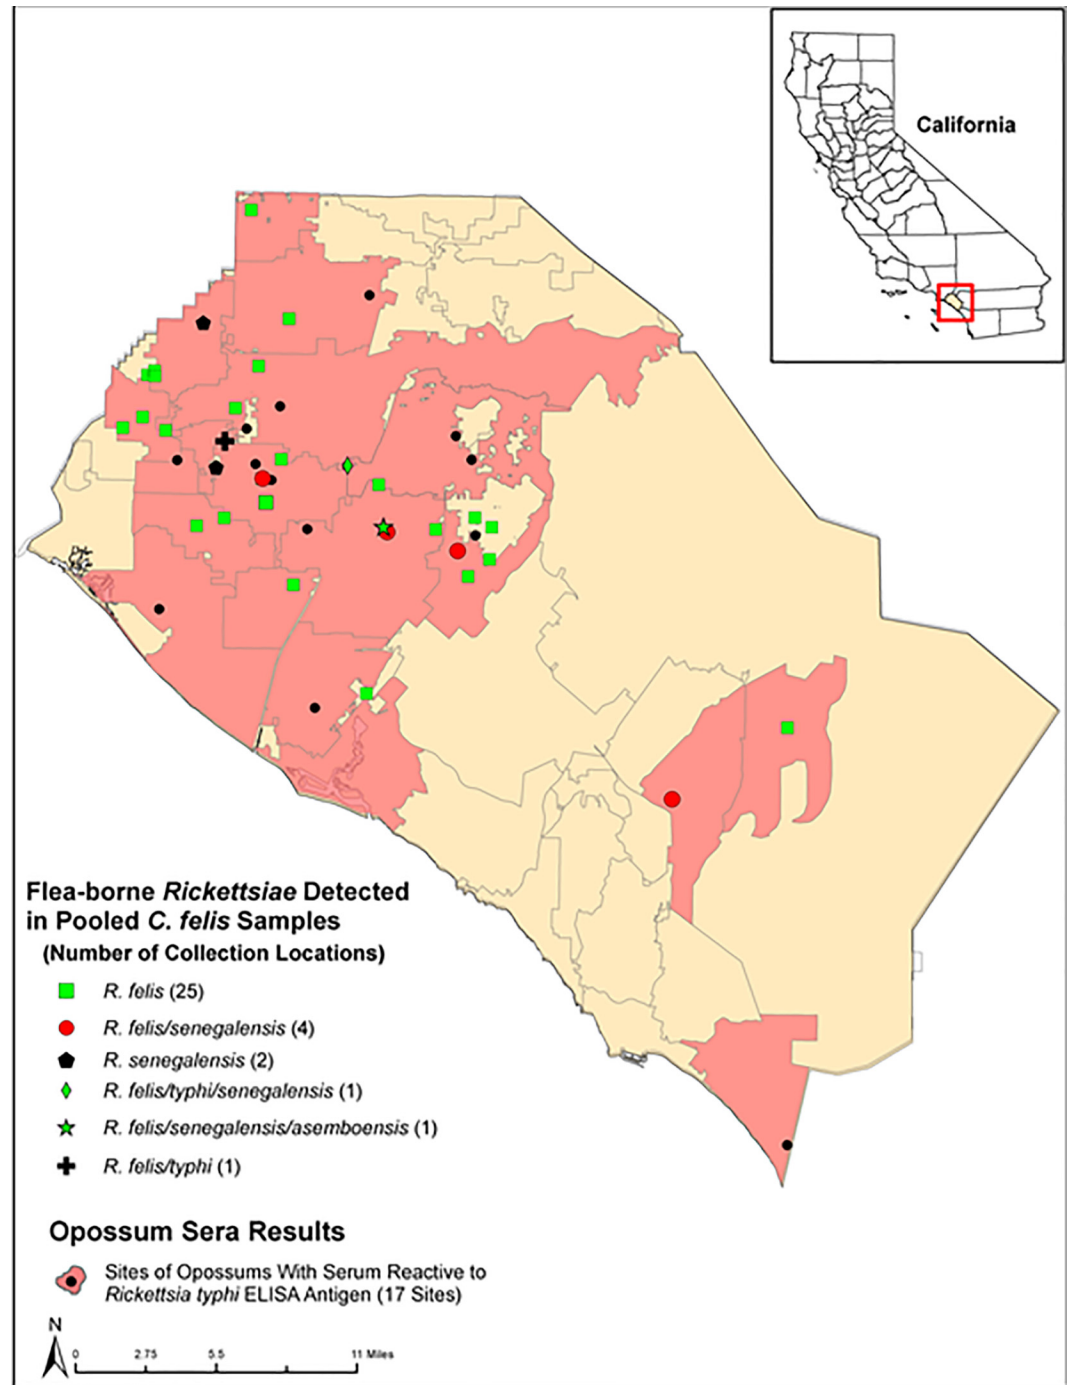 California
Flea-borne Rickettsiae Detected
in Pooled C. felis Samples
(Number of Collection Locations)
R. felis (25)
R. felis/senegalensis (4)
R. senegalensis (2)
R. felis/typhi/senegalensis (1)
R. felis/senegalensis/asemboensis (1)
R. felis/typhi (1)
Opossum Sera Results
Sites of Opossums With Serum Reactive to
Rickettsia typhi ELISA Antigen (17 Sites)
N
0 2.75 5.5 11 Miles